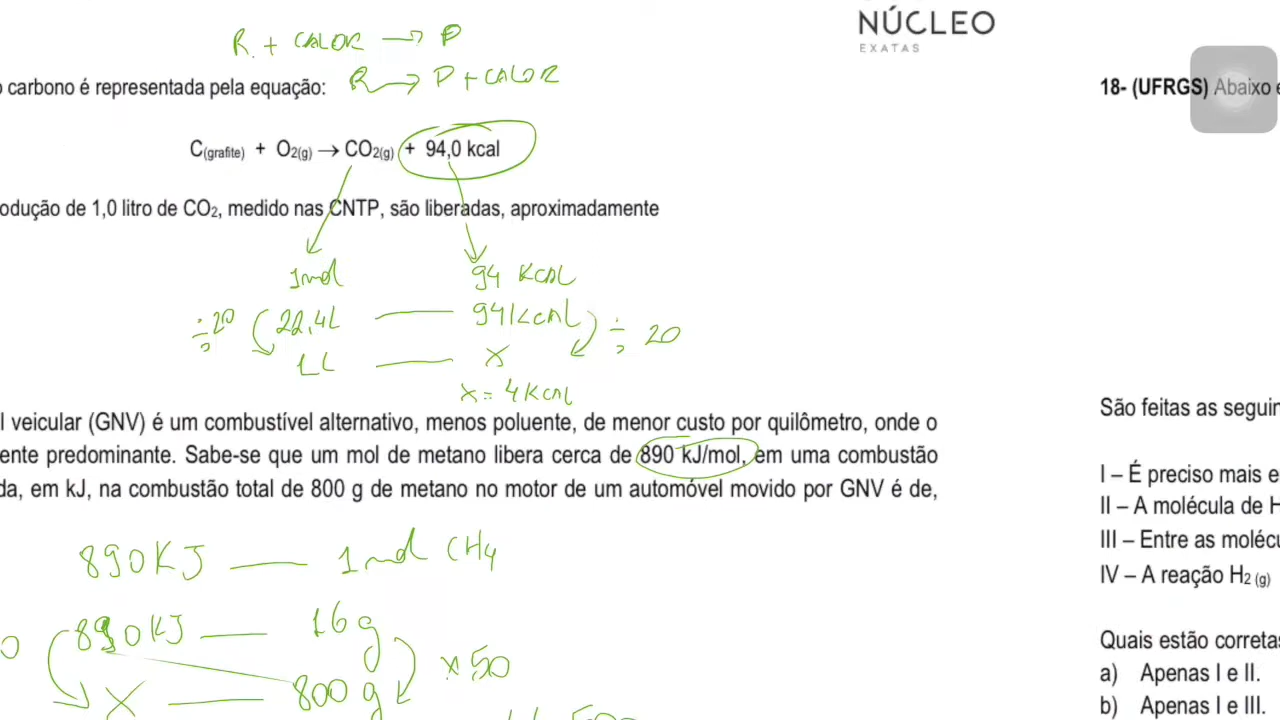 NÚCLEO
EXATAS
R + CALOR → P
o carbono é representada pela equação:
R → P + CALOR
C(grafite) + O2(g) → CO2(g) + 94,0 kcal
odução de 1,0 litro de CO2, medido nas CNTP, são liberadas, aproximadamente
1mol 94 KCAL
÷20 22,4L — 94KCAL ÷ 20
1L — X
X = 4KCAL
l veicular (GNV) é um combustível alternativo, menos poluente, de menor custo por quilômetro, onde o
ente predominante. Sabe-se que um mol de metano libera cerca de 890 kJ/mol, em uma combustão
da, em kJ, na combustão total de 800 g de metano no motor de um automóvel movido por GNV é de,
890KJ — 1mol CH4
0 890KJ — 16g
X — 800g x50
18- (UFRGS) Abaixo e
São feitas as seguin
I – É preciso mais e
II – A molécula de H
III – Entre as molécu
IV – A reação H2 (g)
Quais estão corretas
a) Apenas I e II.
b) Apenas I e III.